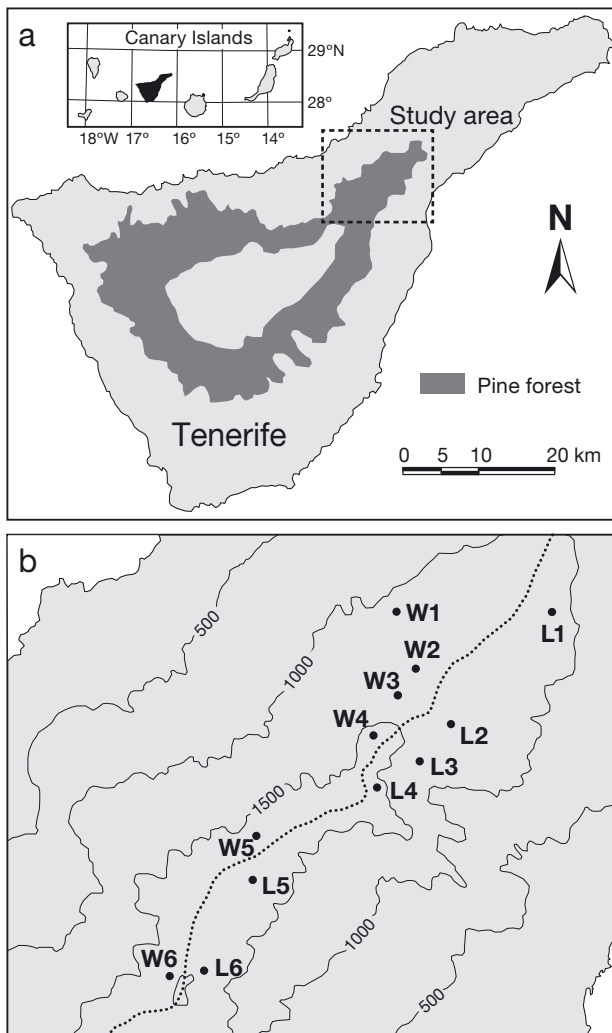 a
Canary Islands
29°N
28°
18°W 17° 16° 15° 14°
Study area
N
Pine forest
Tenerife
0 5 10 20 km
b
500
W1
L1
1000
W2
W3
L2
W4
L3
1500
L4
W5
L5
1000
W6 L6
500